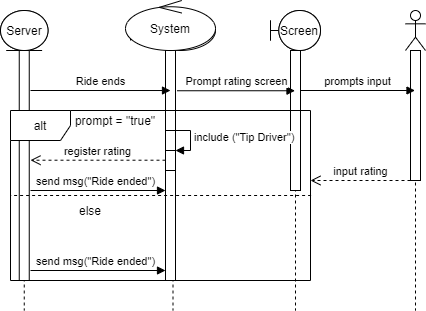 Server
System
Screen
Ride ends
Prompt rating screen
prompts input
alt
prompt = "true"
include ("Tip Driver")
register rating
input rating
send msg("Ride ended")
else
send msg("Ride ended")